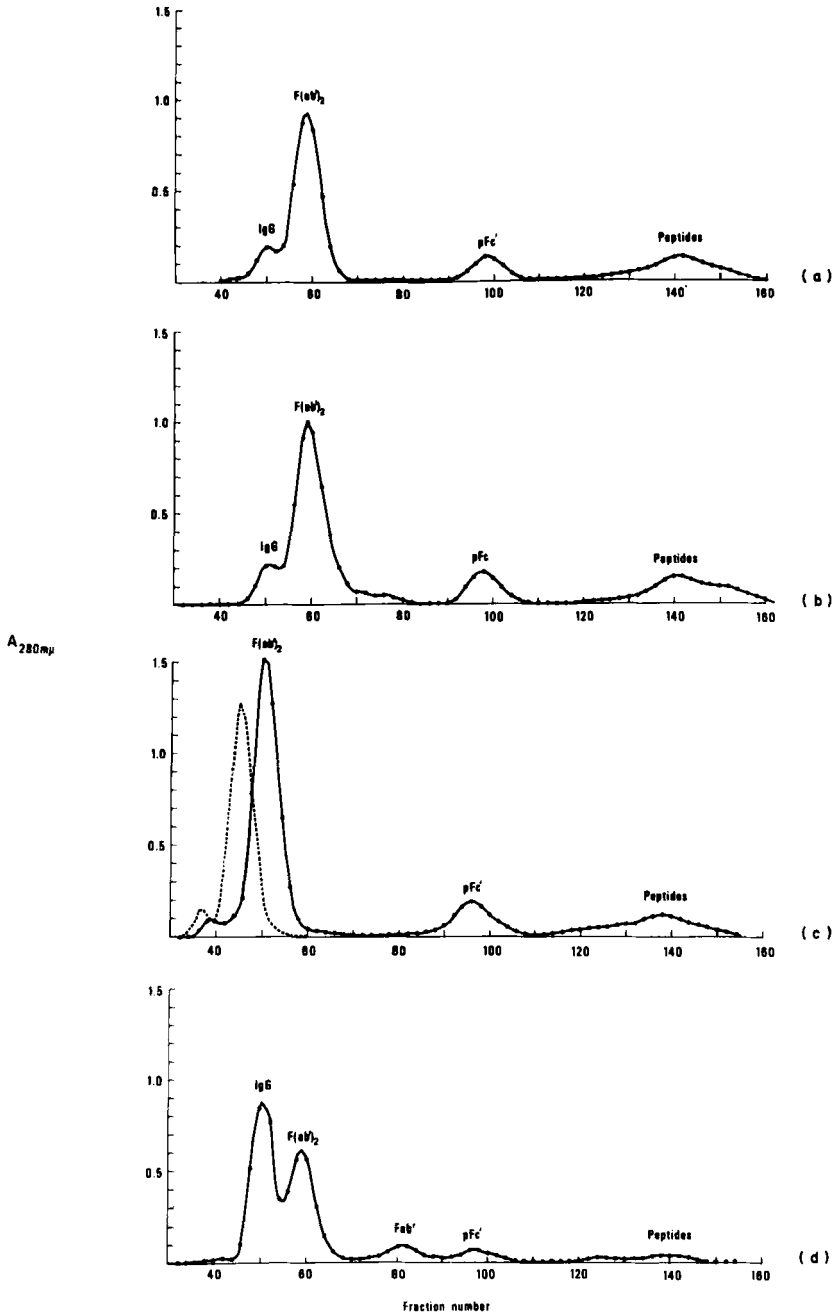 1.5
1.0
0.5
F(ab')₂
IgG
pFc'
Peptides
40 60 80 100 120 140 160
(a)
1.5
1.0
0.5
F(ab')₂
IgG
pFc
Peptides
40 60 80 100 120 140 160
(b)
A280mμ
1.5
1.0
0.5
F(ab')₂
pFc'
Peptides
40 60 80 100 120 140 160
(c)
1.5
1.0
0.5
IgG
F(ab')₂
Fab'
pFc'
Peptides
40 60 80 100 120 140 160
(d)
Fraction number